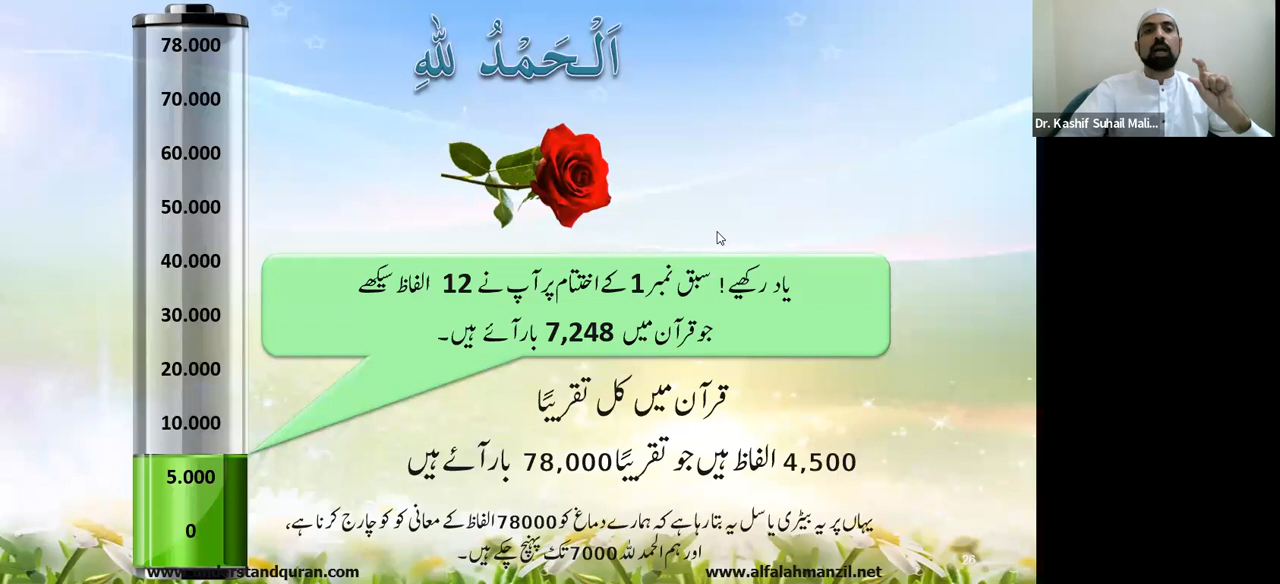 اَلْحَمْدُ لِلّٰهِ
78.000
70.000
60.000
50.000
40.000
30.000
20.000
10.000
5.000
0
یاد رکھیے! سبق نمبر 1 کے اختتام پر آپ نے 12 الفاظ سیکھے
جو قرآن میں 7,248 بار آئے ہیں۔
قرآن میں کل تقریبًا
4,500 الفاظ ہیں جو تقریبًا 78,000 بار آئے ہیں
یہاں پر یہ بیٹری یا سل یہ بتا رہا ہے کہ ہمارے دماغ کو 78000 الفاظ کے معانی کو کو چارج کرنا ہے،
اور ہم الحمد للہ 7000 تک پہنچ چکے ہیں۔
www.understandquran.com
www.alfalahmanzil.net
26
Dr. Kashif Suhail Mali...